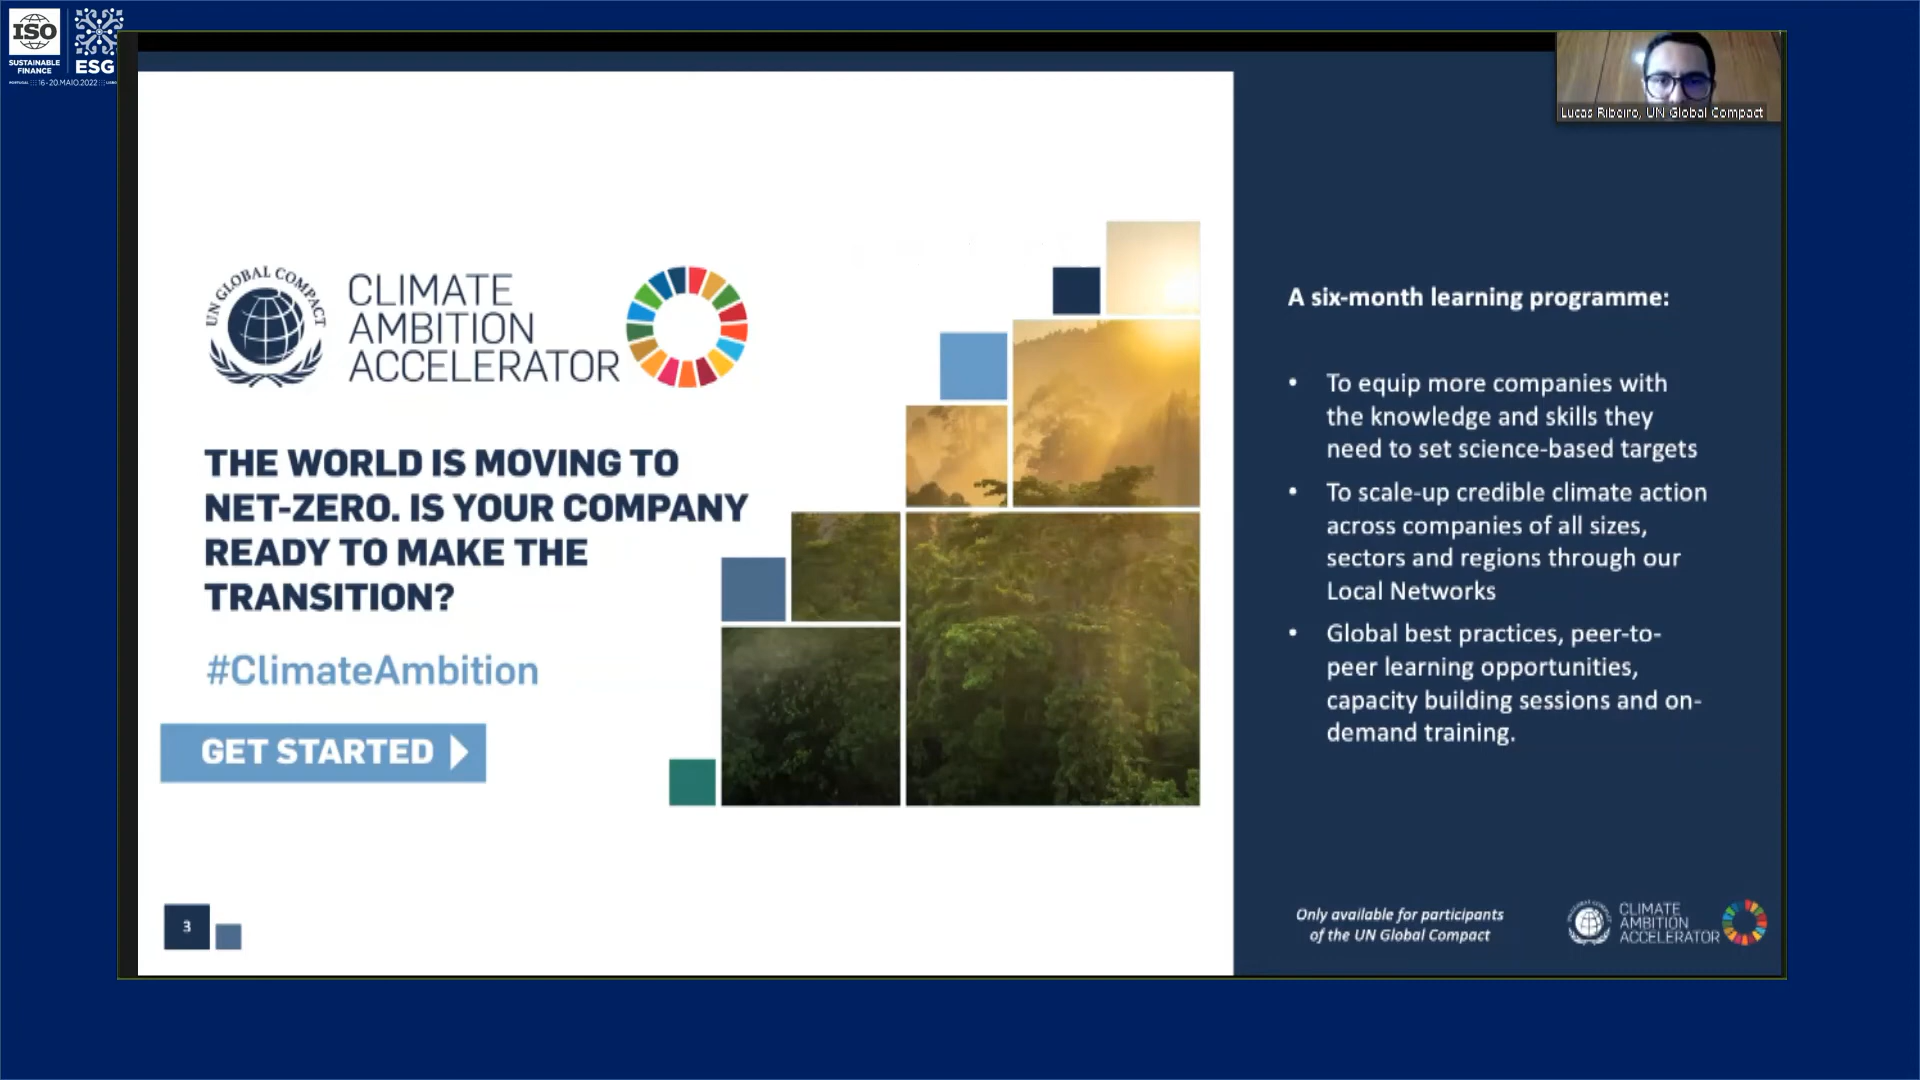 ISO
SUSTAINABLE
FINANCE
ESG
16-20.MAIO.2022
Lucas Ribeiro, UN Global Compact
UN GLOBAL COMPACT
CLIMATE
AMBITION
ACCELERATOR
THE WORLD IS MOVING TO
NET-ZERO. IS YOUR COMPANY
READY TO MAKE THE
TRANSITION?
#ClimateAmbition
GET STARTED
3
A six-month learning programme:
• To equip more companies with
the knowledge and skills they
need to set science-based targets
• To scale-up credible climate action
across companies of all sizes,
sectors and regions through our
Local Networks
• Global best practices, peer-to-
peer learning opportunities,
capacity building sessions and on-
demand training.
Only available for participants
of the UN Global Compact
CLIMATE
AMBITION
ACCELERATOR